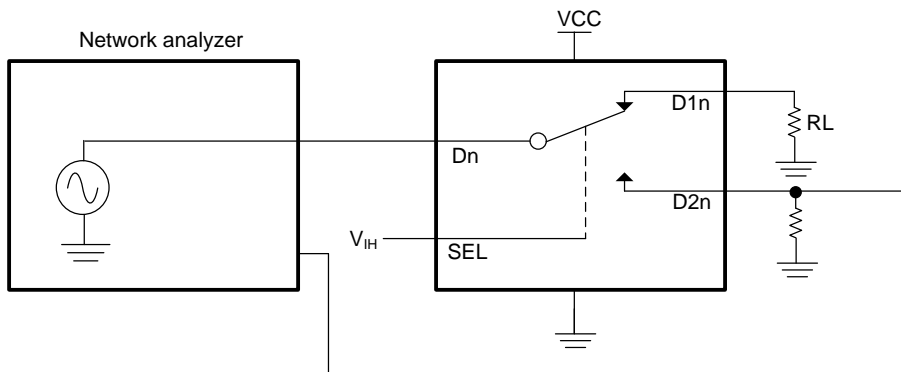 VCC
Network analyzer
D1n
RL
Dn
D2n
VIH
SEL